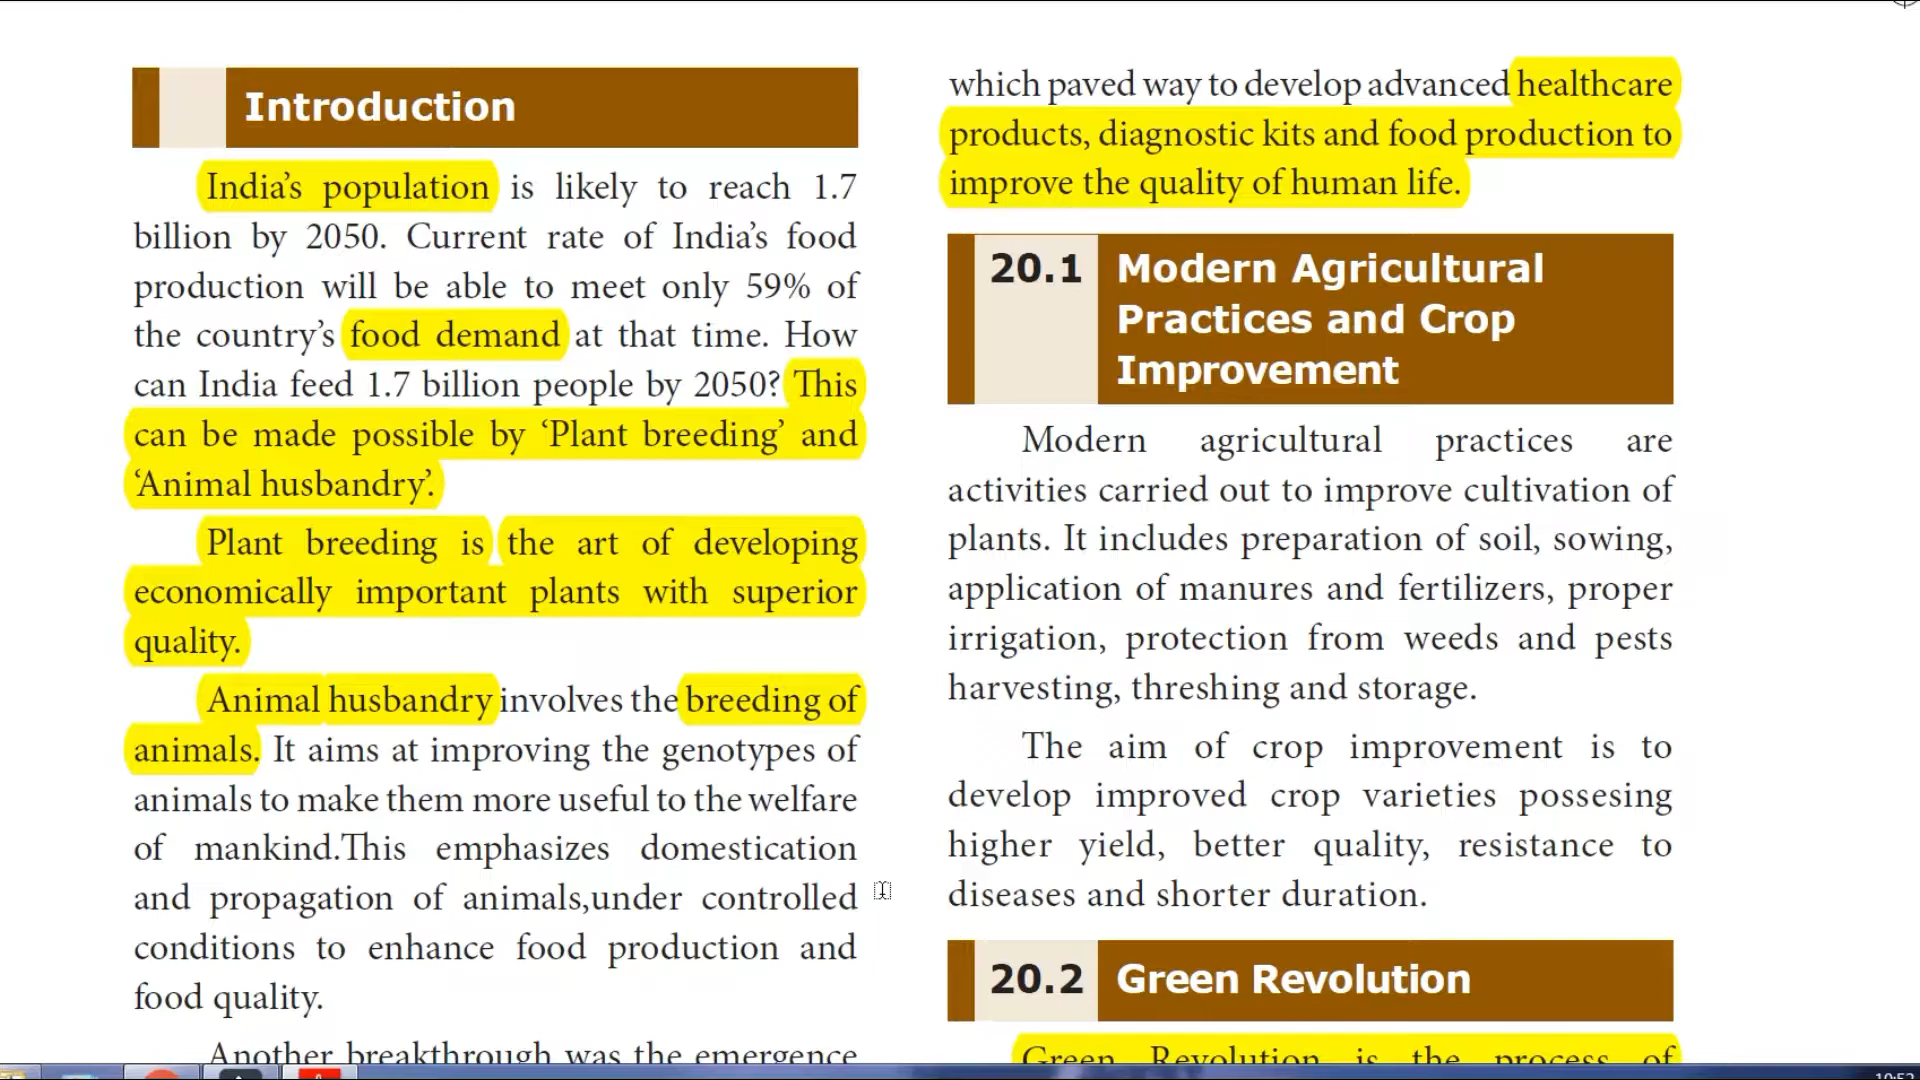 Introduction
India's population is likely to reach 1.7
billion by 2050. Current rate of India's food
production will be able to meet only 59% of
the country's food demand at that time. How
can India feed 1.7 billion people by 2050? This
can be made possible by ‘Plant breeding’ and
‘Animal husbandry’.
Plant breeding is the art of developing
economically important plants with superior
quality.
Animal husbandry involves the breeding of
animals. It aims at improving the genotypes of
animals to make them more useful to the welfare
of mankind.This emphasizes domestication
and propagation of animals,under controlled
conditions to enhance food production and
food quality.
Another breakthrough was the emergence
which paved way to develop advanced healthcare
products, diagnostic kits and food production to
improve the quality of human life.
20.1 Modern Agricultural
Practices and Crop
Improvement
Modern agricultural practices are
activities carried out to improve cultivation of
plants. It includes preparation of soil, sowing,
application of manures and fertilizers, proper
irrigation, protection from weeds and pests
harvesting, threshing and storage.
The aim of crop improvement is to
develop improved crop varieties possesing
higher yield, better quality, resistance to
diseases and shorter duration.
20.2 Green Revolution
Green Revolution is the process of